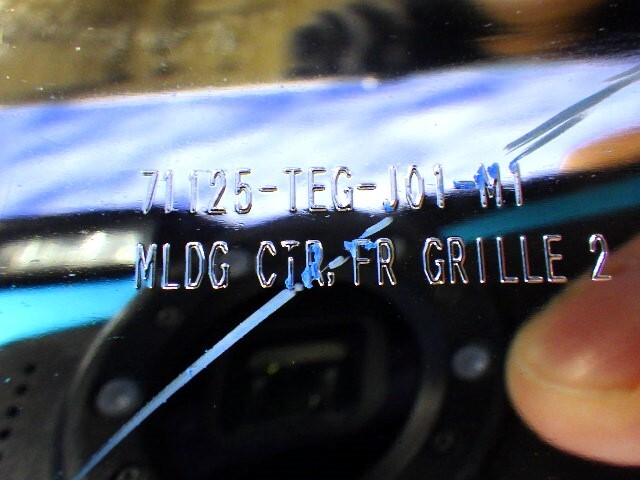 71125-TEG-J01-M1
MLDG CTR, FR GRILLE 2